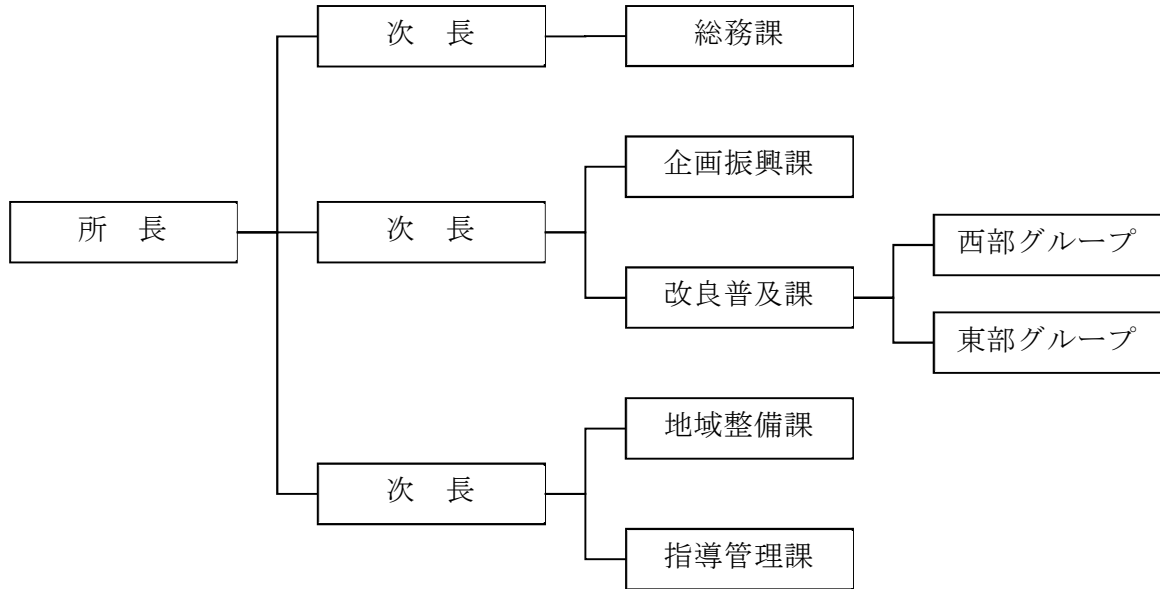 次　長
総務課
企画振興課
所　長
次　長
西部グループ
改良普及課
東部グループ
地域整備課
次　長
指導管理課